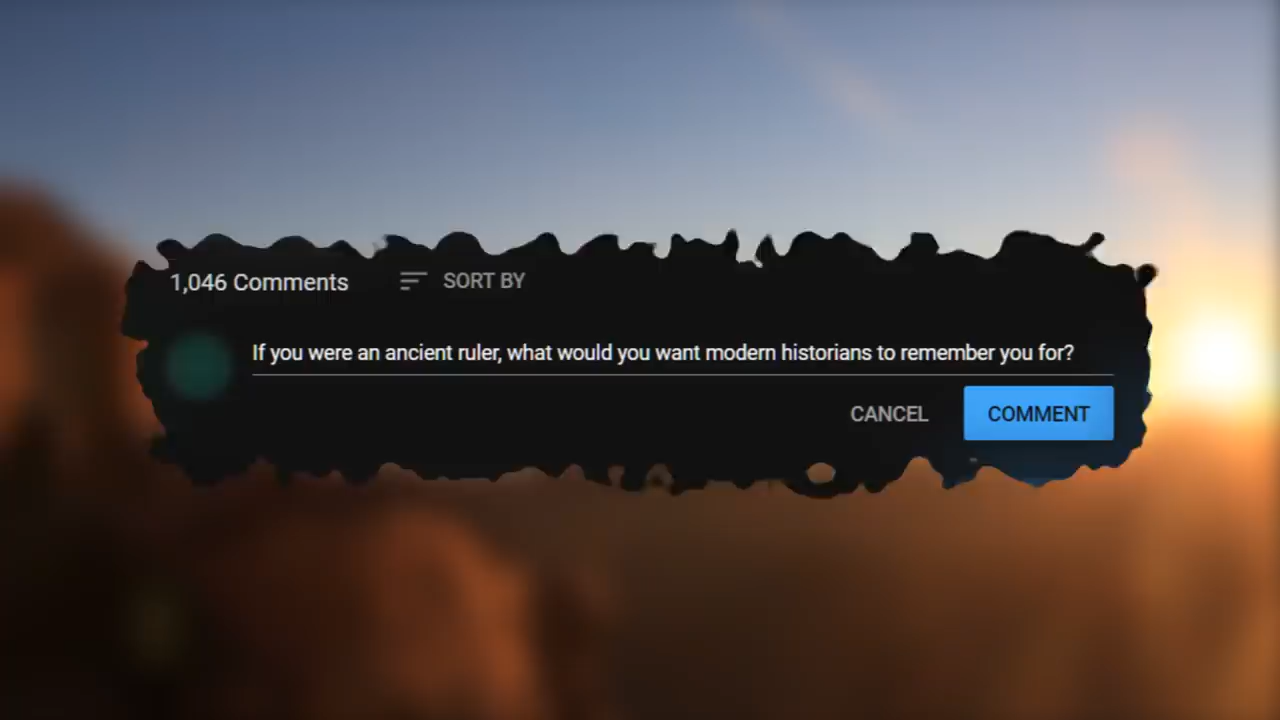 1,046 Comments SORT BY
If you were an ancient ruler, what would you want modern historians to remember you for?
CANCEL COMMENT